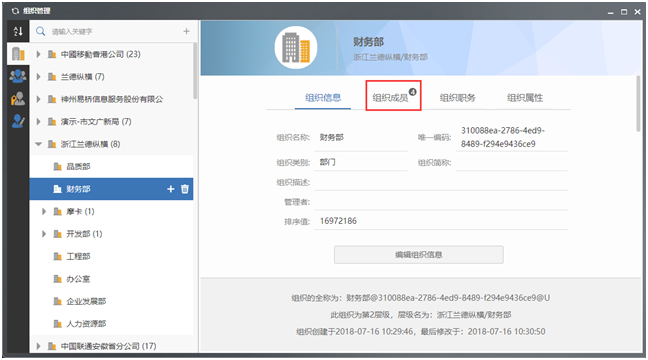 组织管理
请输入关键字
中國移動香港公司 (23)
兰德纵横 (7)
神州易桥信息服务股份有限公
演示-市文广新局 (7)
浙江兰德纵横 (8)
品质部
财务部
摩卡 (1)
开发部 (1)
工程部
办公室
企业发展部
人力资源部
中国联通安徽省分公司 (17)
财务部
浙江兰德纵横/财务部
组织信息 组织成员 4 组织职务 组织属性
组织名称: 财务部 唯一编码: 310088ea-2786-4ed9-
8489-f294e9436ce9
组织类别: 部门 组织简称:
组织描述:
管理者:
排序值: 16972186
编辑组织信息
组织的全称为：财务部@310088ea-2786-4ed9-8489-f294e9436ce9@U
此组织为第2层级，层级名为：浙江兰德纵横/财务部
组织创建于2018-07-16 10:29:46，最后修改于：2018-07-16 10:30:50